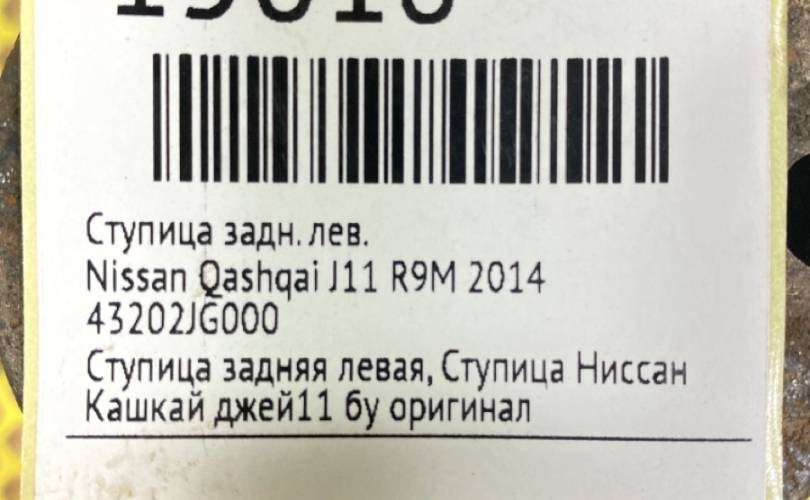 Ступица задн. лев.
Nissan Qashqai J11 R9M 2014
43202JG000
Ступица задняя левая, Ступица Ниссан
Кашкай джей11 бу оригинал